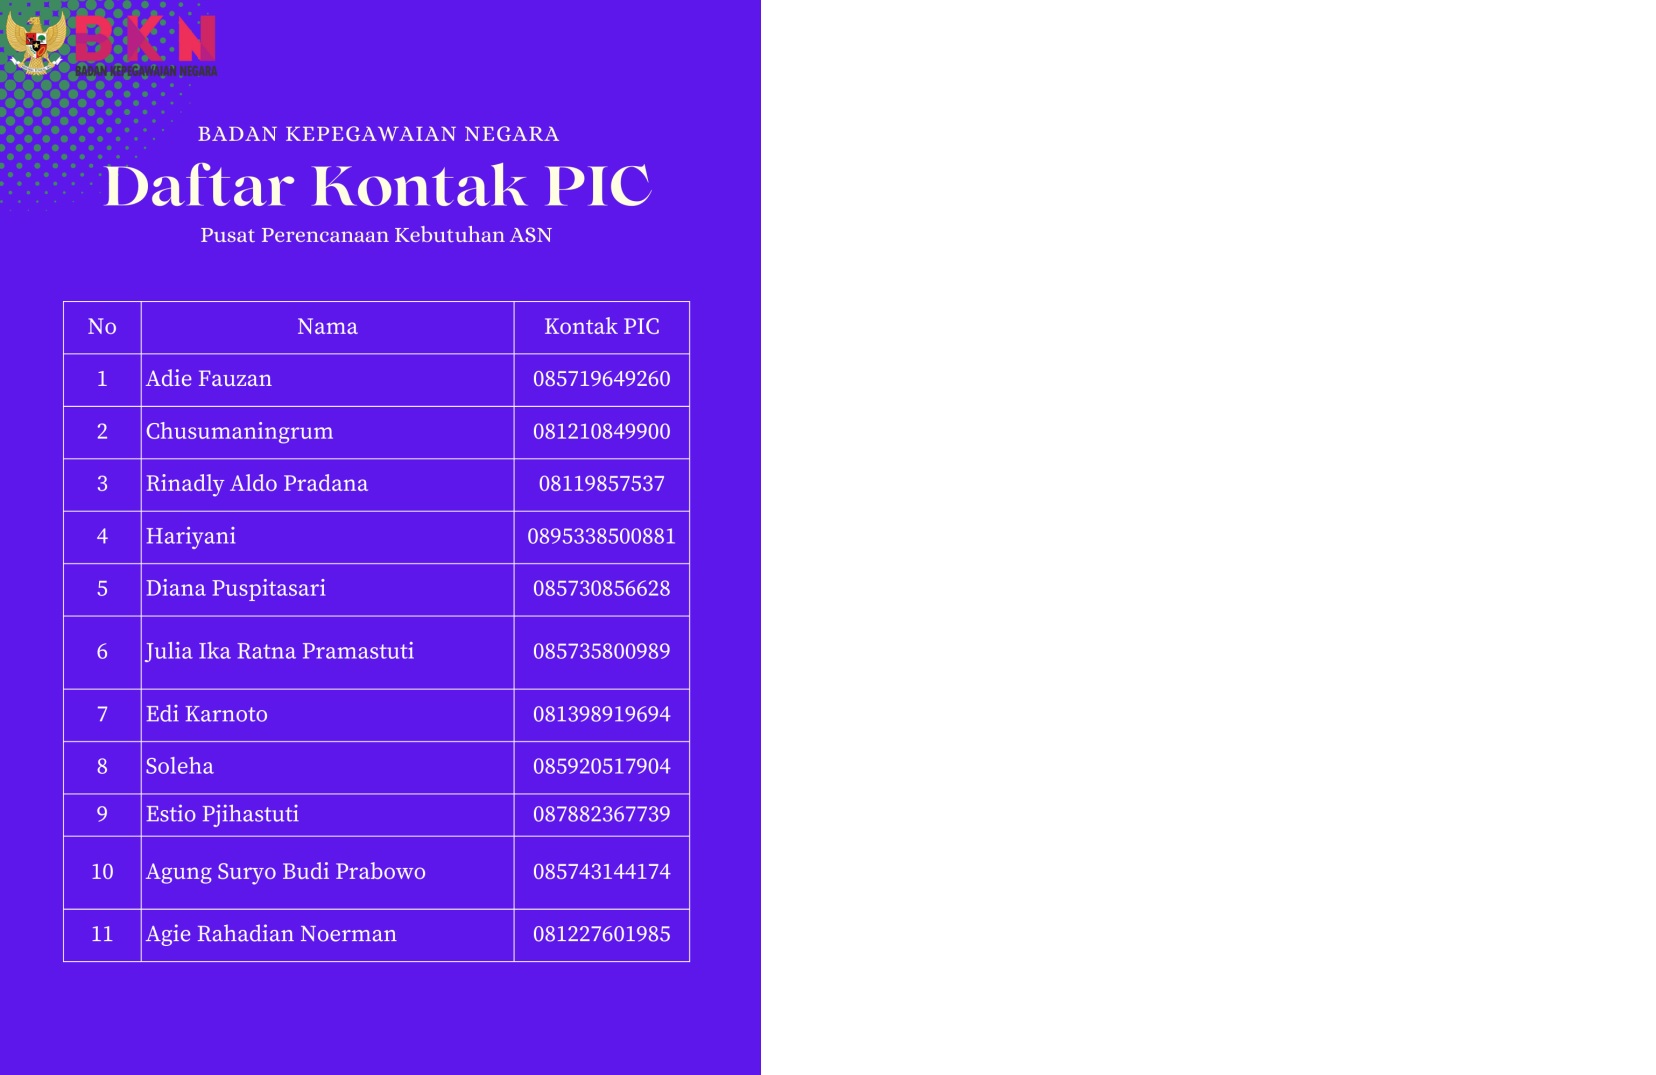 BKN
BADAN KEPEGAWAIAN NEGARA
BADAN KEPEGAWAIAN NEGARA
Daftar Kontak PIC
Pusat Perencanaan Kebutuhan ASN
No Nama Kontak PIC
1 Adie Fauzan 085719649260
2 Chusumaningrum 081210849900
3 Rinadly Aldo Pradana 08119857537
4 Hariyani 0895338500881
5 Diana Puspitasari 085730856628
6 Julia Ika Ratna Pramastuti 085735800989
7 Edi Karnoto 081398919694
8 Soleha 085920517904
9 Estio Pjihastuti 087882367739
10 Agung Suryo Budi Prabowo 085743144174
11 Agie Rahadian Noerman 081227601985